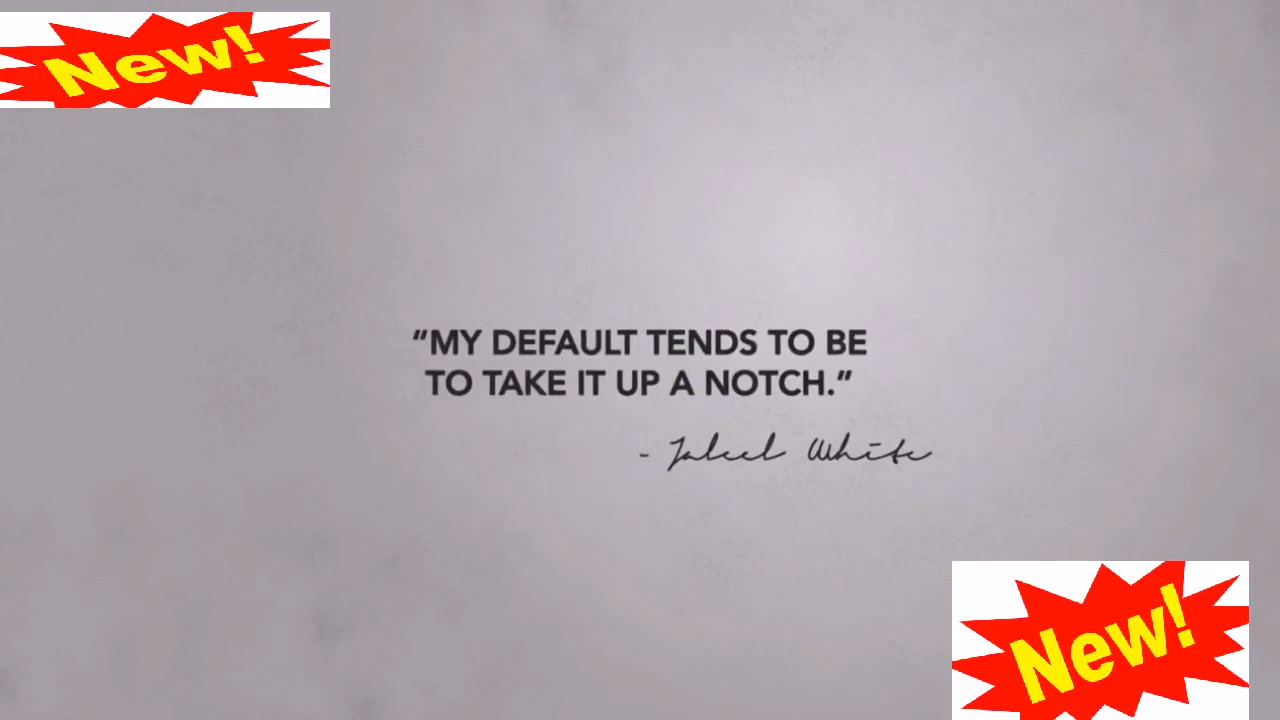 New!
“MY DEFAULT TENDS TO BE
TO TAKE IT UP A NOTCH.”
- Jaleel White
New!